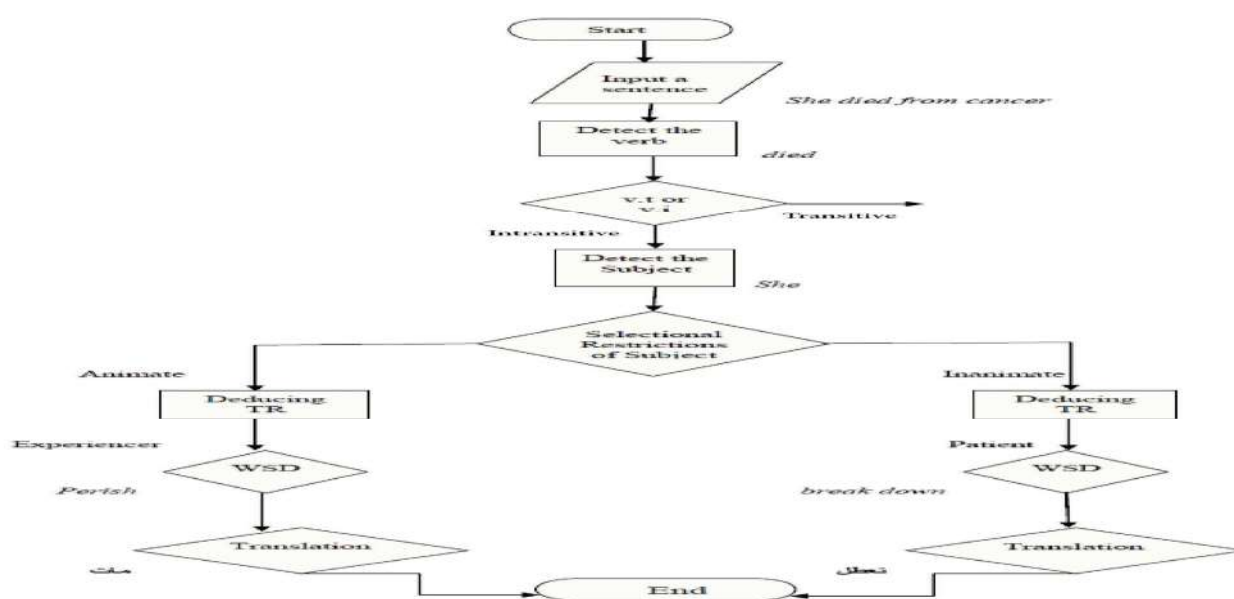 Start
Input a
sentence
She died from cancer
Detect the
verb
died
v.t or
v.i
Transitive
Intransitive
Detect the
Subject
She
Selectional
Restrictions
of Subject
Animate
Inanimate
Deducing
TR
Deducing
TR
Experiencer
Patient
WSD
WSD
Perish
break down
Translation
Translation
مات
تعطل
End